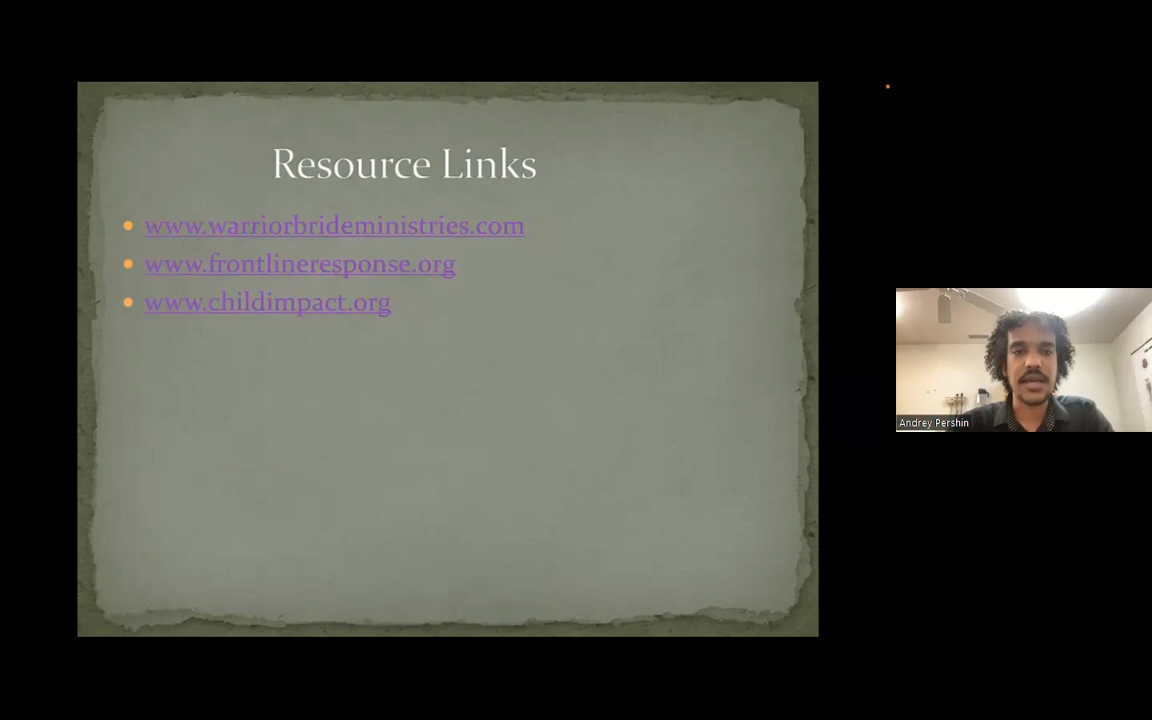 Resource Links
www.warriorbrideministries.com
www.frontlineresponse.org
www.childimpact.org
Andrey Pershin